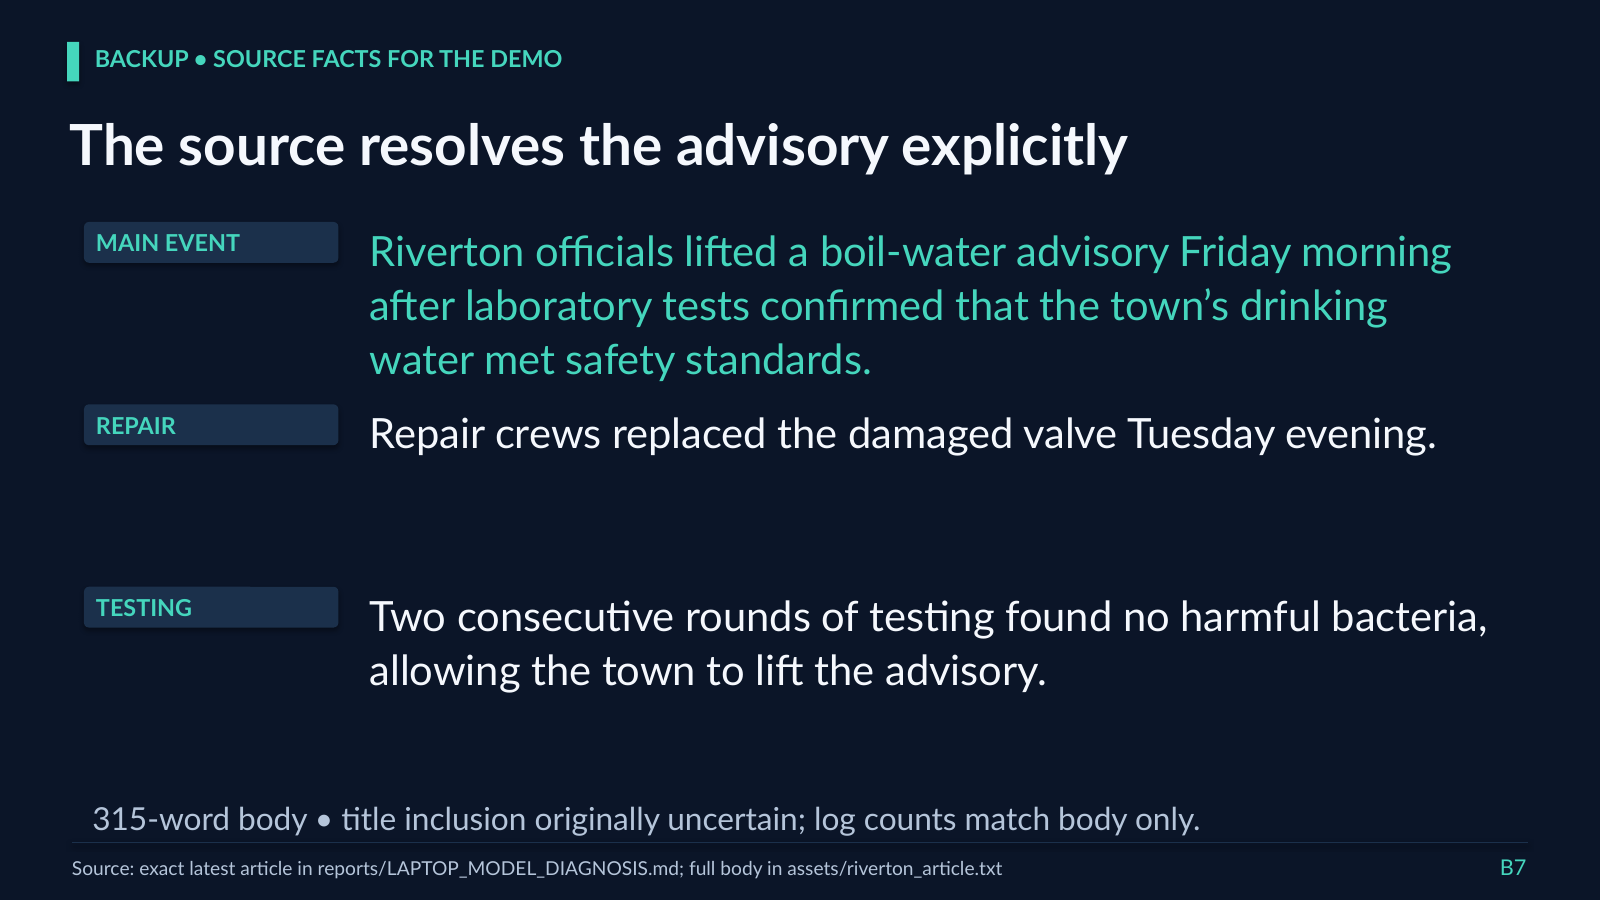 BACKUP • SOURCE FACTS FOR THE DEMO
The source resolves the advisory explicitly
MAIN EVENT
Riverton officials lifted a boil-water advisory Friday morning
after laboratory tests confirmed that the town’s drinking
water met safety standards.
REPAIR
Repair crews replaced the damaged valve Tuesday evening.
TESTING
Two consecutive rounds of testing found no harmful bacteria,
allowing the town to lift the advisory.
315-word body • title inclusion originally uncertain; log counts match body only.
Source: exact latest article in reports/LAPTOP_MODEL_DIAGNOSIS.md; full body in assets/riverton_article.txt
B7